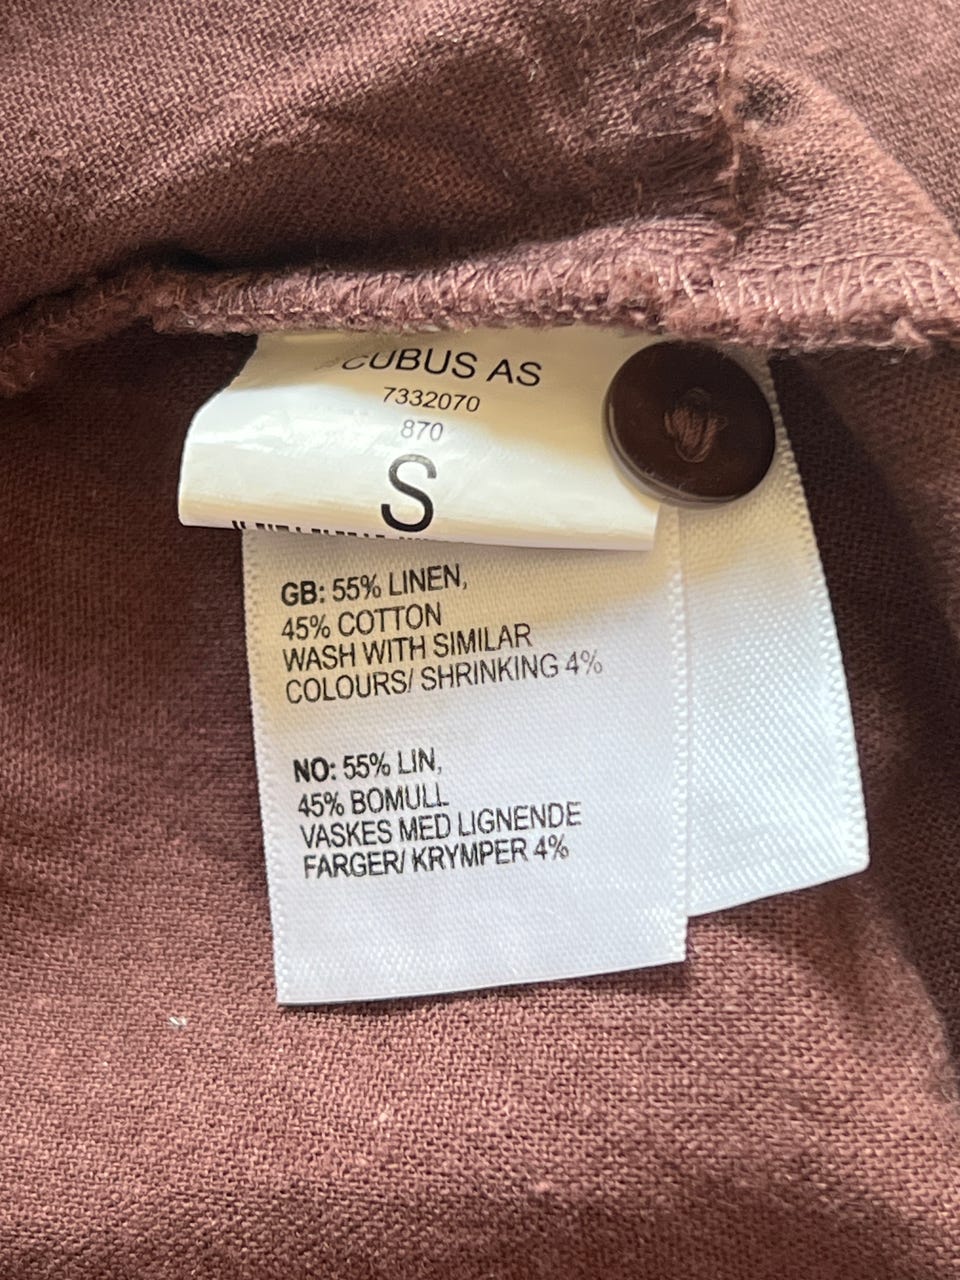 CUBUS AS
7332070
870
S
GB: 55% LINEN,
45% COTTON
WASH WITH SIMILAR
COLOURS/ SHRINKING 4%
NO: 55% LIN,
45% BOMULL
VASKES MED LIGNENDE
FARGER/ KRYMPER 4%